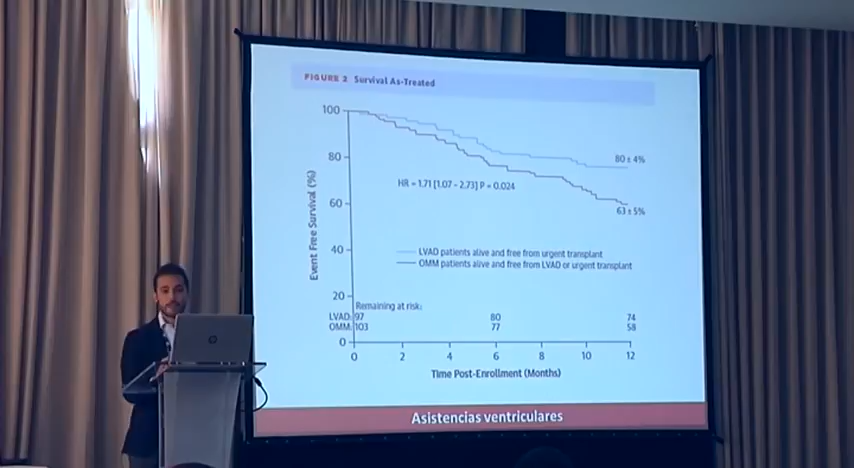 FIGURE 2 Survival As-Treated
100
80
60
40
20
0
Event Free Survival (%)
80 ± 4%
HR = 1.71 [1.07 – 2.73] P = 0.024
63 ± 5%
LVAD patients alive and free from urgent transplant
OMM patients alive and free from LVAD or urgent transplant
Remaining at risk:
LVAD: 97 80 74
OMM: 103 77 58
0 2 4 6 8 10 12
Time Post-Enrollment (Months)
Asistencias ventriculares
hp